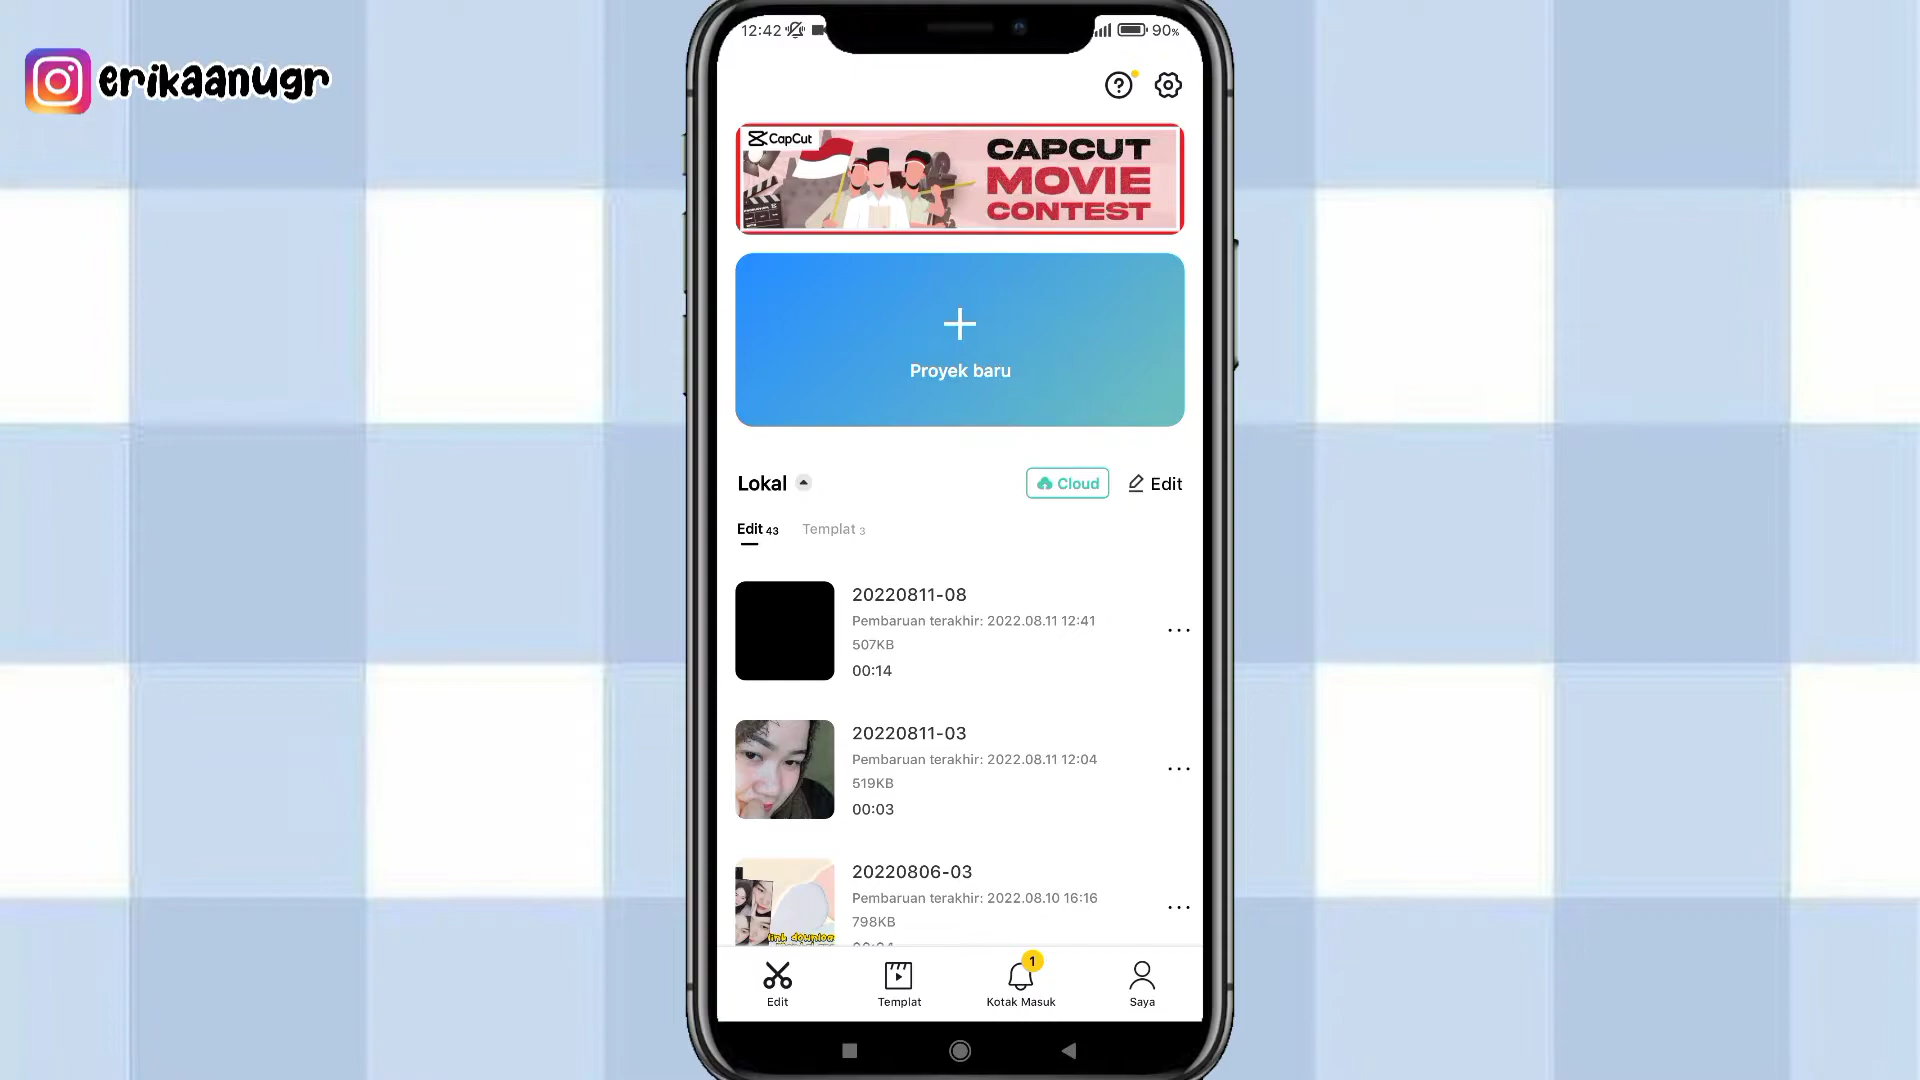 erikaanugr
12:42
90%
CapCut
CAPCUT
MOVIE
CONTEST
Proyek baru
Lokal
Cloud
Edit
Edit 43
Templat 3
20220811-08
Pembaruan terakhir: 2022.08.11 12:41
507KB
00:14
20220811-03
Pembaruan terakhir: 2022.08.11 12:04
519KB
00:03
20220806-03
Pembaruan terakhir: 2022.08.10 16:16
798KB
link downloa
1
Edit
Templat
Kotak Masuk
Saya